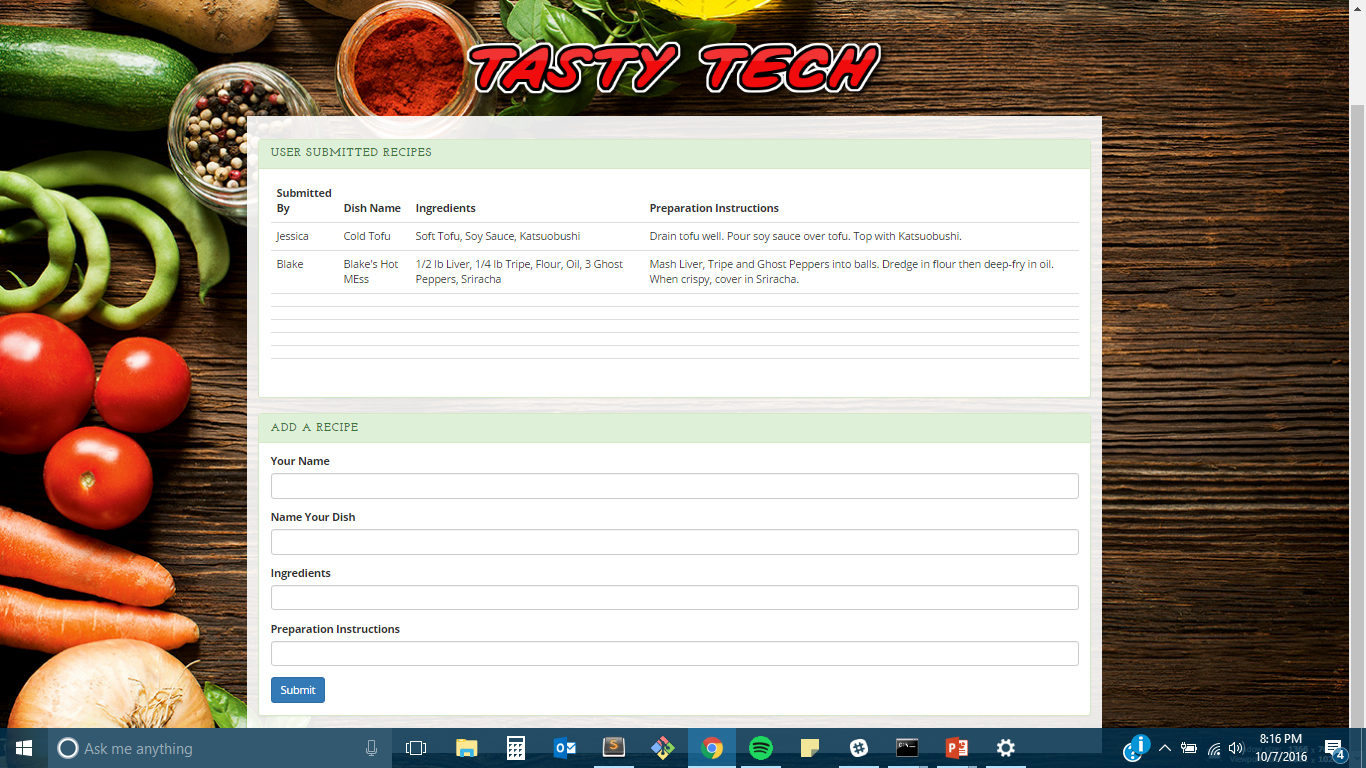 TASTY TECH
USER SUBMITTED RECIPES
Submitted
By Dish Name Ingredients Preparation Instructions
Jessica Cold Tofu Soft Tofu, Soy Sauce, Katsuobushi Drain tofu well. Pour soy sauce over tofu. Top with Katsuobushi.
Blake Blake's Hot 1/2 lb Liver, 1/4 lb Tripe, Flour, Oil, 3 Ghost Mash Liver, Tripe and Ghost Peppers into balls. Dredge in flour then deep-fry in oil.
MEss Peppers, Sriracha When crispy, cover in Sriracha.
ADD A RECIPE
Your Name
Name Your Dish
Ingredients
Preparation Instructions
Submit
Ask me anything
8:16 PM
10/7/2016
4